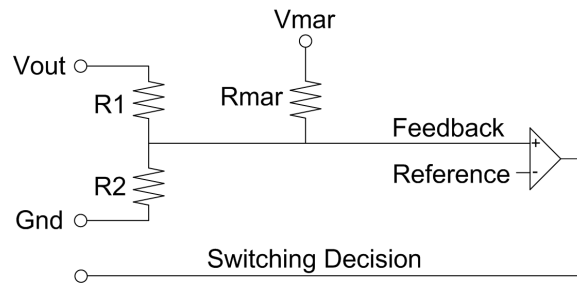 Vmar
Vout
R1
Rmar
Feedback
+
R2
Reference
-
Gnd
Switching Decision